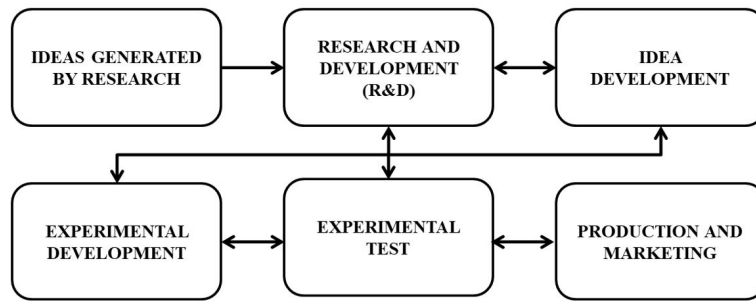 IDEAS GENERATED
BY RESEARCH
RESEARCH AND
DEVELOPMENT
(R&D)
IDEA
DEVELOPMENT
EXPERIMENTAL
DEVELOPMENT
EXPERIMENTAL
TEST
PRODUCTION AND
MARKETING